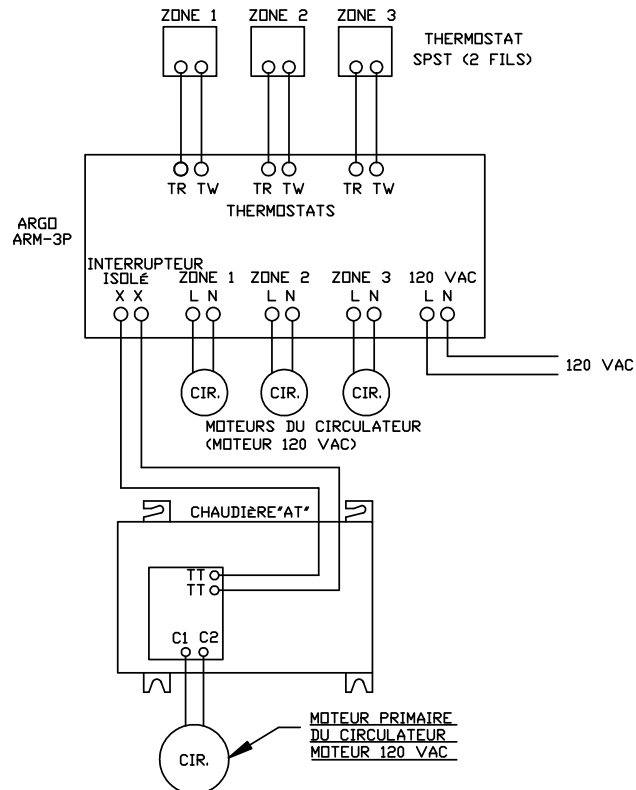 ZONE 1 ZONE 2 ZONE 3
THERMOSTAT
SPST (2 FILS)
TR TW TR TW TR TW
THERMOSTATS
ARGO
ARM-3P
INTERRUPTEUR
ISOLÉ
X X
ZONE 1 ZONE 2 ZONE 3 120 VAC
L N L N L N L N
120 VAC
CIR. CIR. CIR.
MOTEURS DU CIRCULATEUR
(MOTEUR 120 VAC)
CHAUDIÈRE"AT"
TT
TT
C1 C2
CIR.
MOTEUR PRIMAIRE
DU CIRCULATEUR
MOTEUR 120 VAC